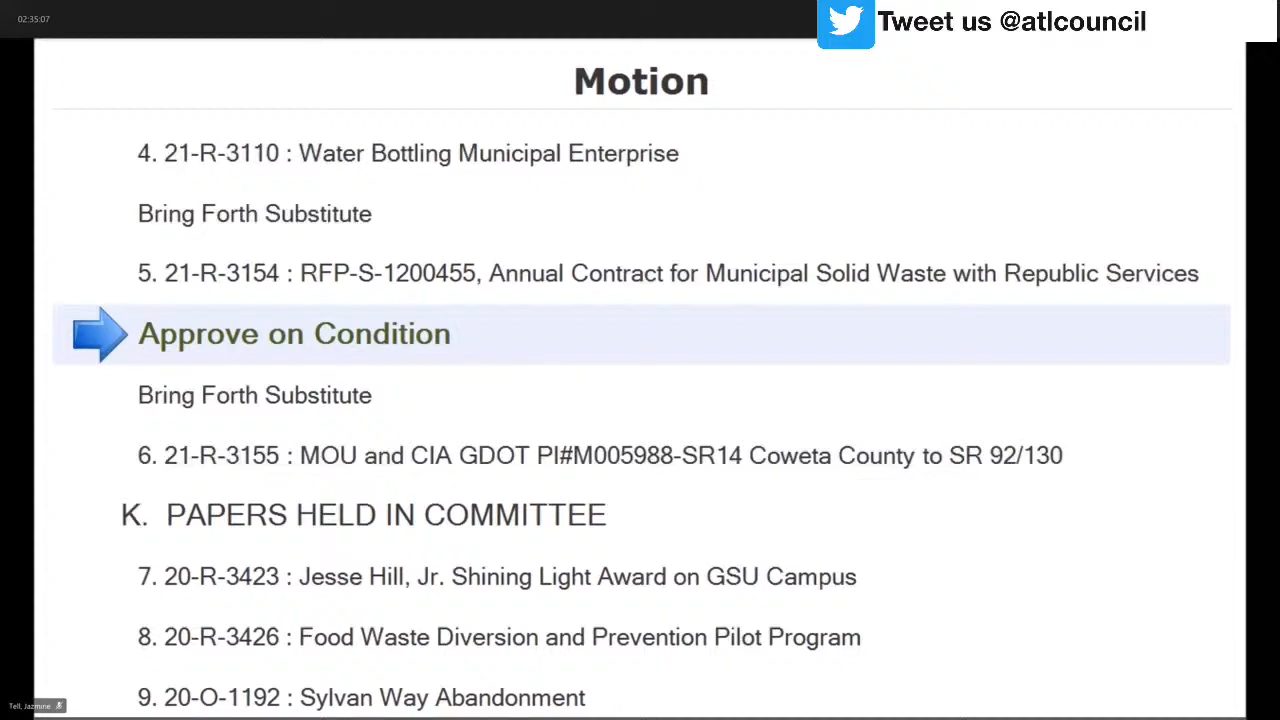 02:35:07
Tweet us @atlcouncil
Motion
4. 21-R-3110 : Water Bottling Municipal Enterprise
Bring Forth Substitute
5. 21-R-3154 : RFP-S-1200455, Annual Contract for Municipal Solid Waste with Republic Services
Approve on Condition
Bring Forth Substitute
6. 21-R-3155 : MOU and CIA GDOT PI#M005988-SR14 Coweta County to SR 92/130
K. PAPERS HELD IN COMMITTEE
7. 20-R-3423 : Jesse Hill, Jr. Shining Light Award on GSU Campus
8. 20-R-3426 : Food Waste Diversion and Prevention Pilot Program
9. 20-O-1192 : Sylvan Way Abandonment
Tell, Jazmine